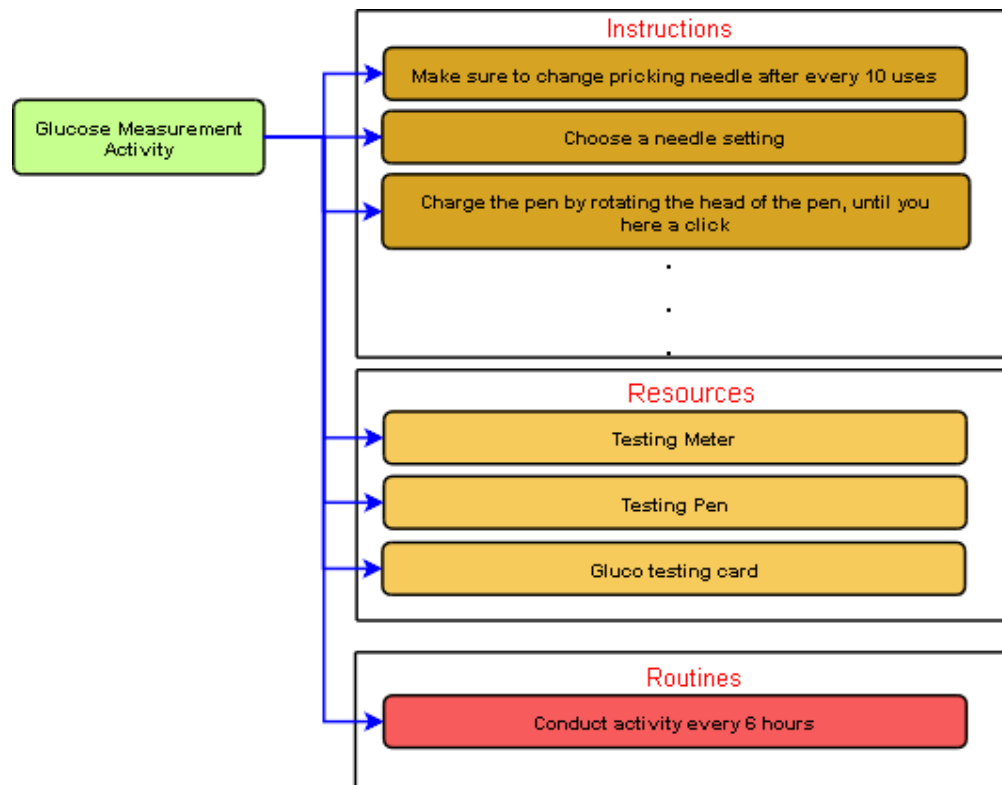 Glucose Measurement
Activity
Instructions
Make sure to change pricking needle after every 10 uses
Choose a needle setting
Charge the pen by rotating the head of the pen, until you
here a click
.
.
.
Resources
Testing Meter
Testing Pen
Gluco testing card
Routines
Conduct activity every 6 hours